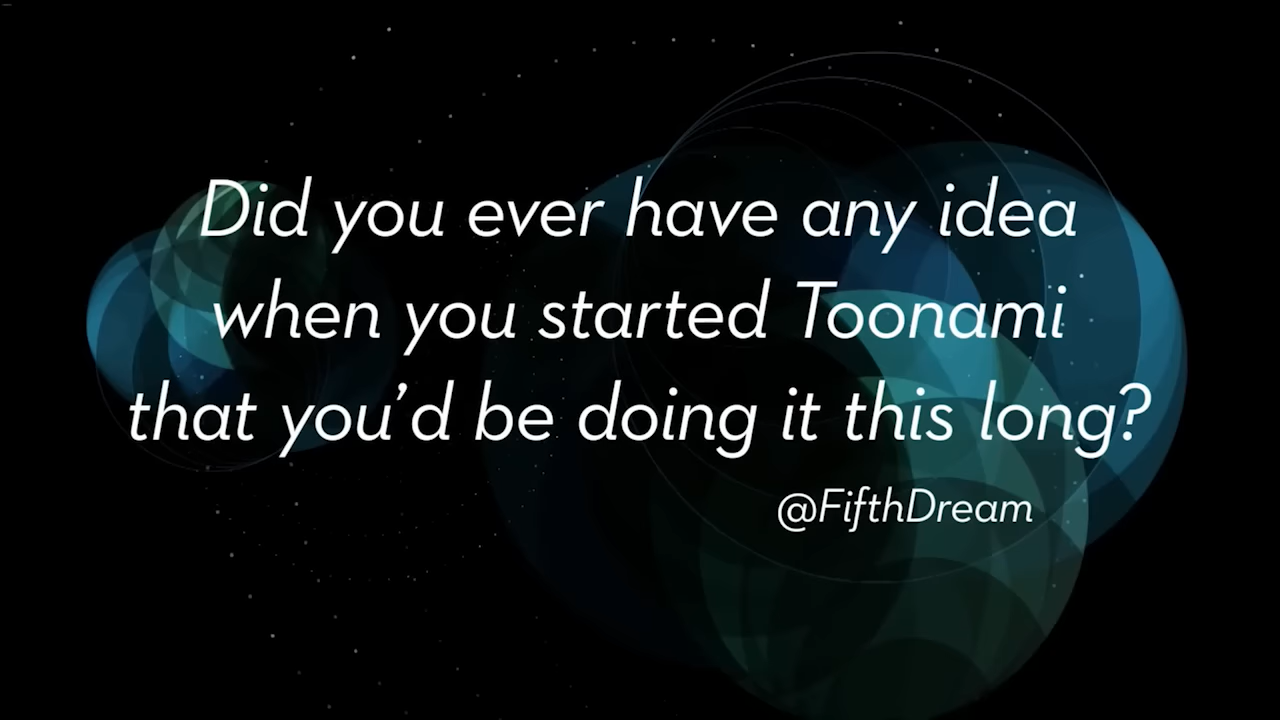 Did you ever have any idea
when you started Toonami
that you’d be doing it this long?
@FifthDream